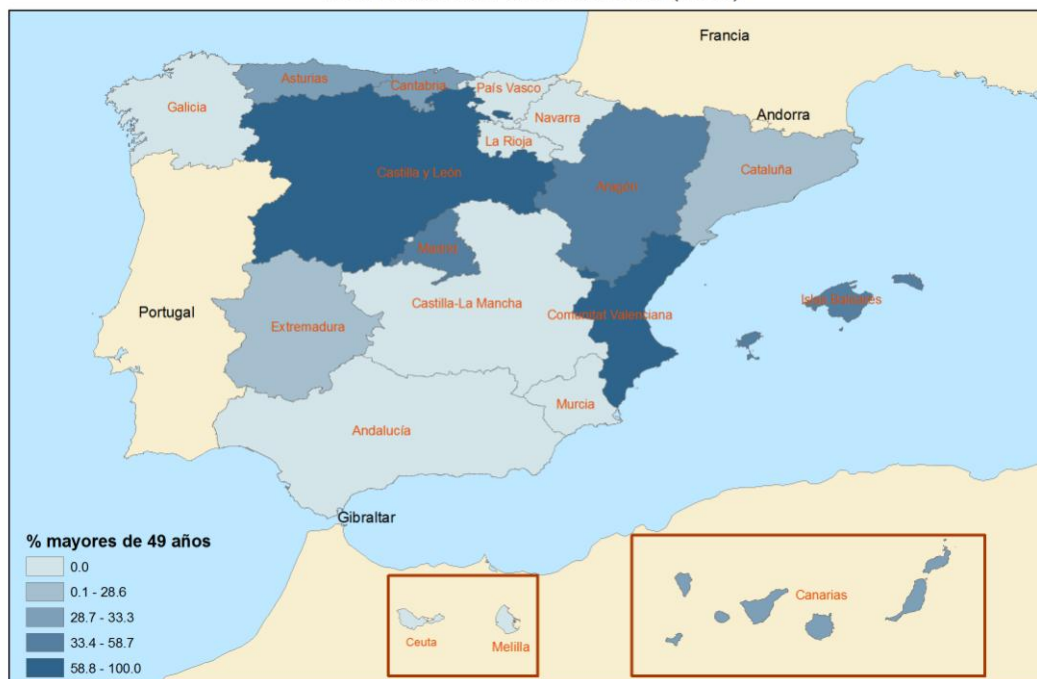 Francia
Asturias
Cantabria
País Vasco
Galicia
Navarra
Andorra
La Rioja
Castilla y León
Aragón
Cataluña
Madrid
Castilla-La Mancha
Islas Baleares
Portugal
Comunitat Valenciana
Extremadura
Murcia
Andalucía
Gibraltar
% mayores de 49 años
0.0
0.1 - 28.6
28.7 - 33.3
33.4 - 58.7
58.8 - 100.0
Ceuta
Melilla
Canarias